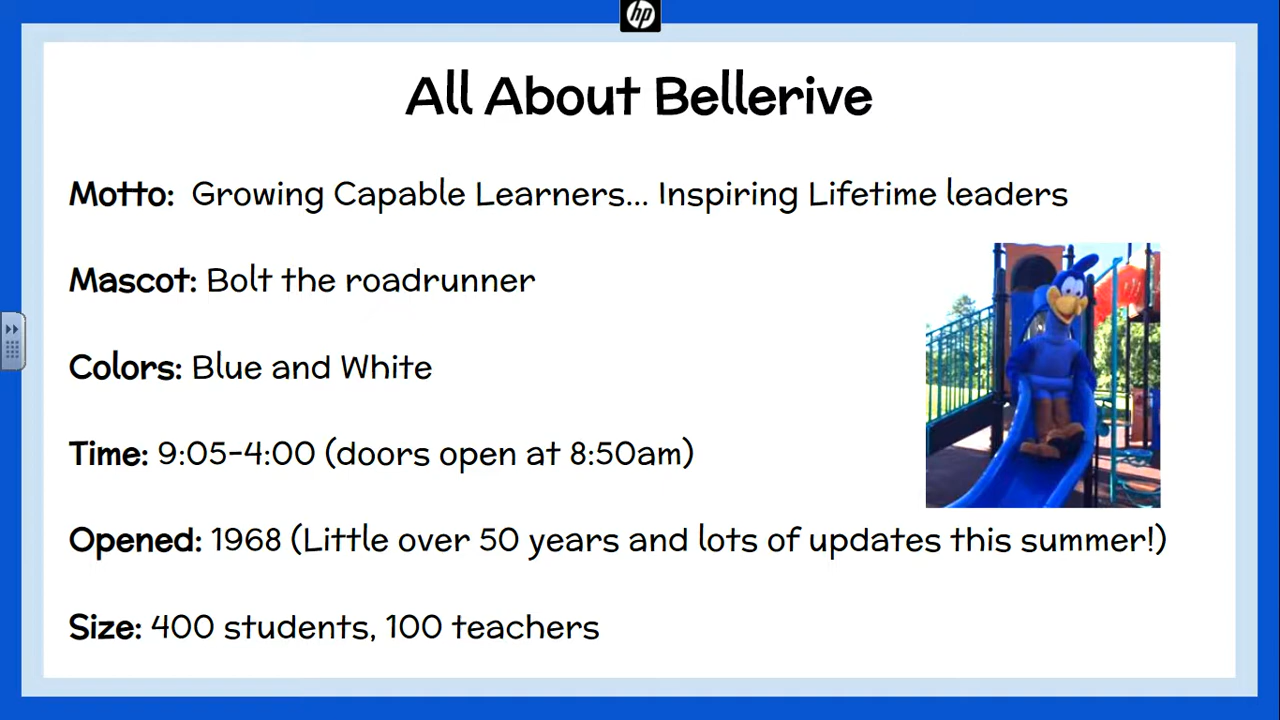 hp
All About Bellerive
Motto: Growing Capable Learners... Inspiring Lifetime leaders
Mascot: Bolt the roadrunner
Colors: Blue and White
Time: 9:05-4:00 (doors open at 8:50am)
Opened: 1968 (Little over 50 years and lots of updates this summer!)
Size: 400 students, 100 teachers